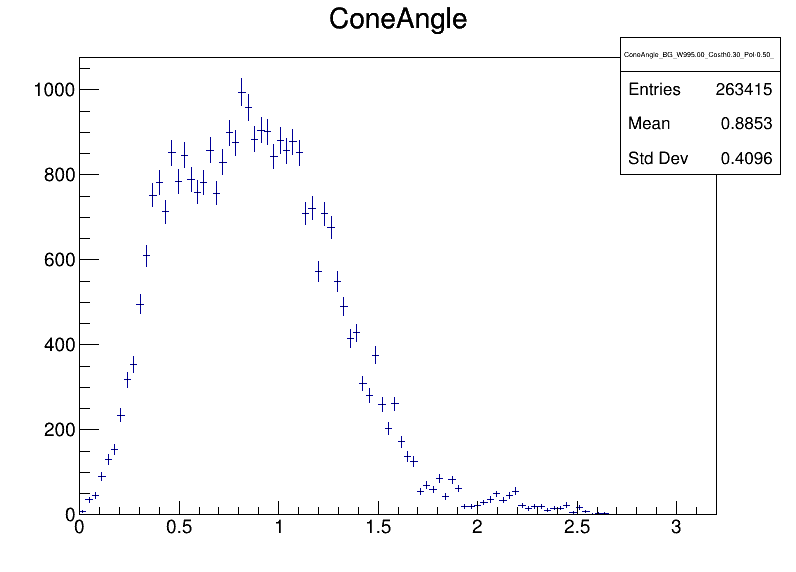 ConeAngle
ConeAngle_BG_W995.00_Costh0.30_Pol-0.50_
Entries 263415
Mean 0.8853
Std Dev 0.4096
1000
800
600
400
200
0
0 0.5 1 1.5 2 2.5 3